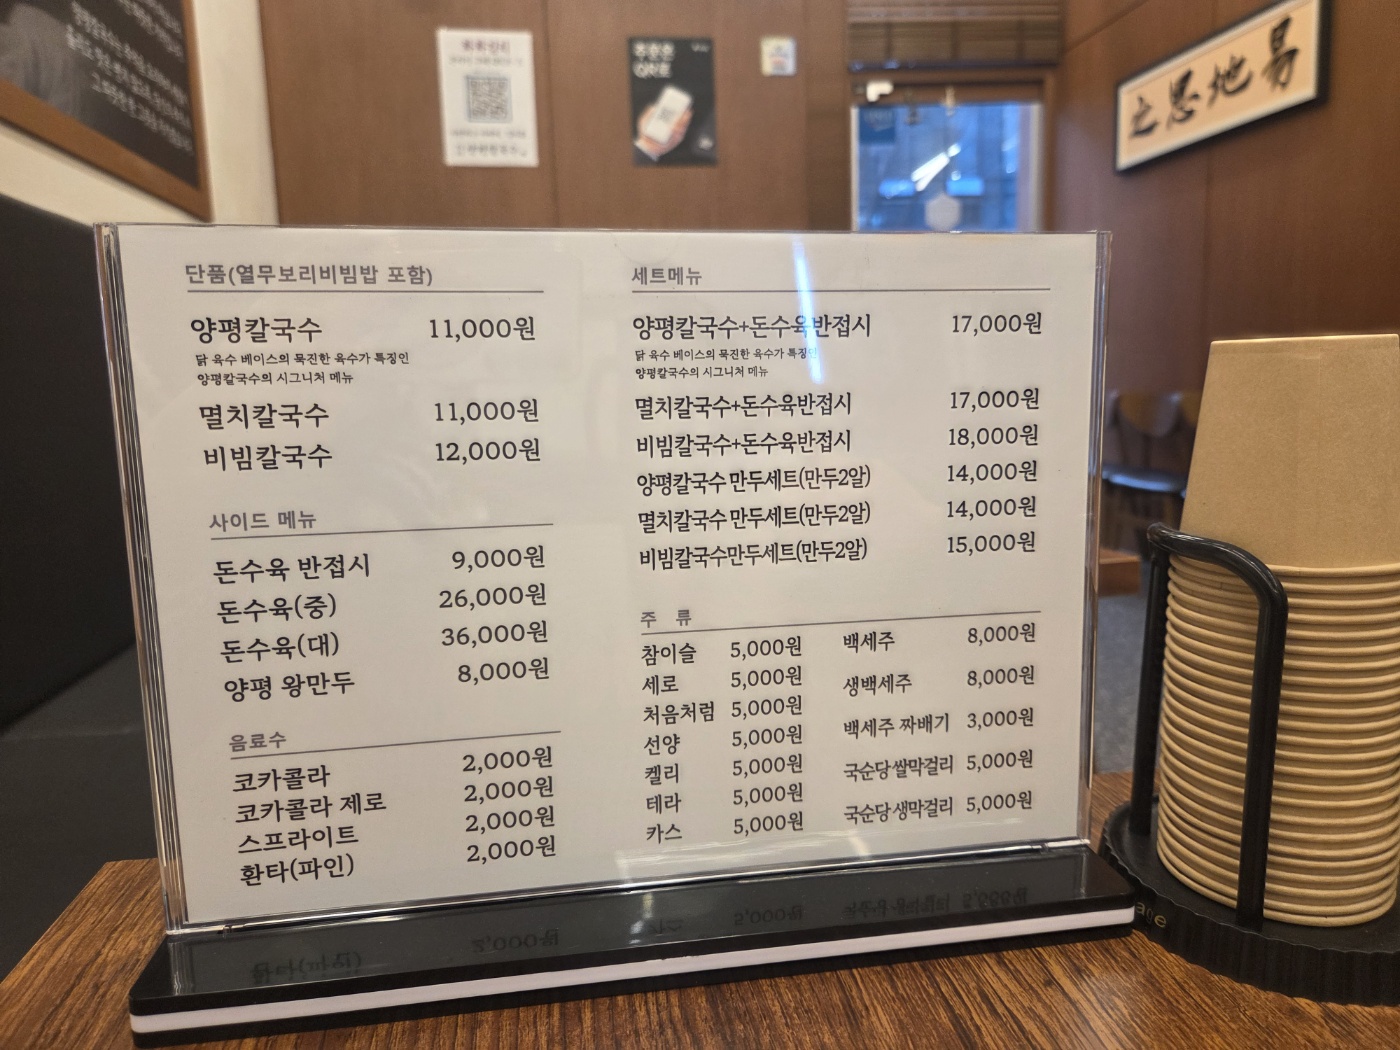 단품(열무보리비빔밥 포함)
양평칼국수 11,000원
닭 육수 베이스의 묵진한 육수가 특징인
양평칼국수의 시그니처 메뉴
멸치칼국수 11,000원
비빔칼국수 12,000원
사이드 메뉴
돈수육 반접시 9,000원
돈수육(중) 26,000원
돈수육(대) 36,000원
양평 왕만두 8,000원
음료수
코카콜라 2,000원
코카콜라 제로 2,000원
스프라이트 2,000원
환타(파인) 2,000원
세트메뉴
양평칼국수+돈수육반접시 17,000원
닭 육수 베이스의 묵진한 육수가 특징인
양평칼국수의 시그니처 메뉴
멸치칼국수+돈수육반접시 17,000원
비빔칼국수+돈수육반접시 18,000원
양평칼국수 만두세트(만두2알) 14,000원
멸치칼국수 만두세트(만두2알) 14,000원
비빔칼국수만두세트(만두2알) 15,000원
주 류
참이슬 5,000원
세로 5,000원
처음처럼 5,000원
선양 5,000원
켈리 5,000원
테라 5,000원
카스 5,000원
백세주 8,000원
생백세주 8,000원
백세주 짜배기 3,000원
국순당쌀막걸리 5,000원
국순당생막걸리 5,000원
之思地易